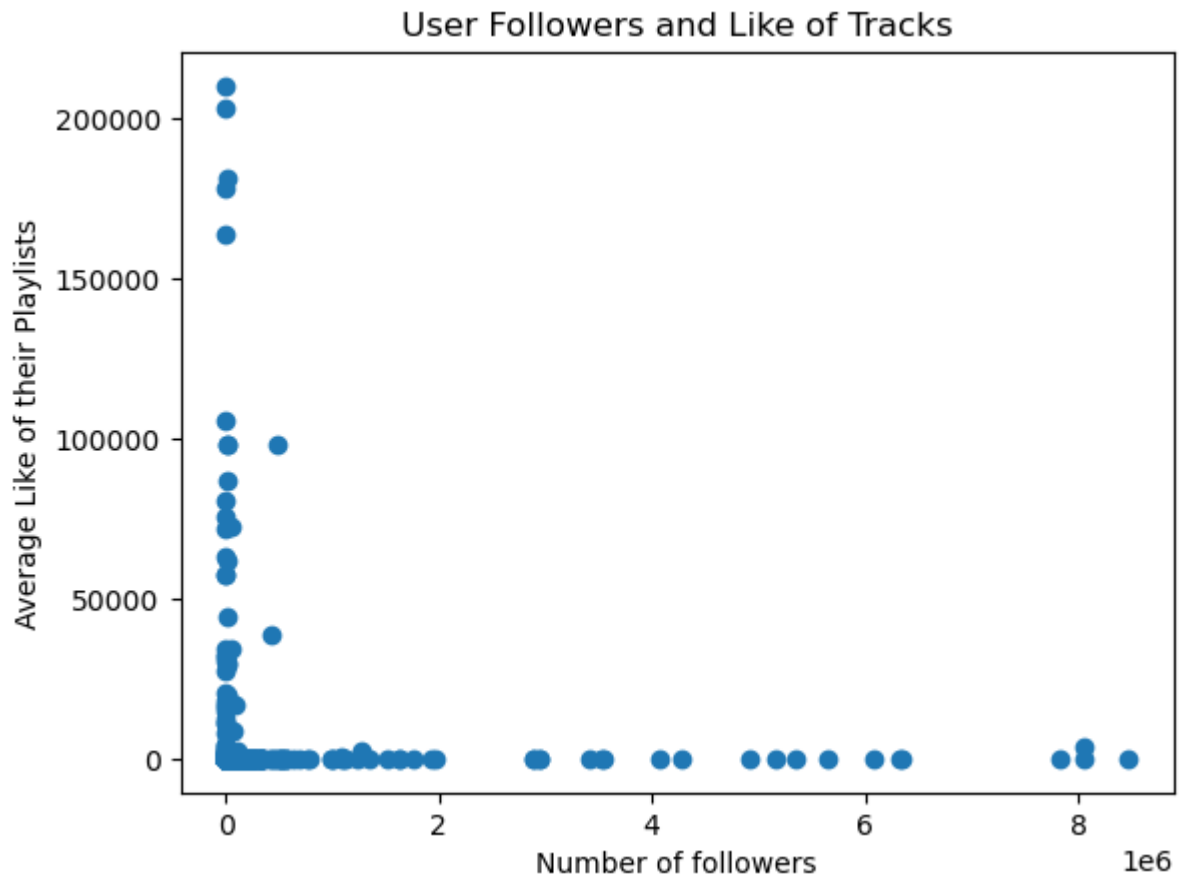 User Followers and Like of Tracks
Average Like of their Playlists
200000
150000
100000
50000
0
0 2 4 6 8
1e6
Number of followers